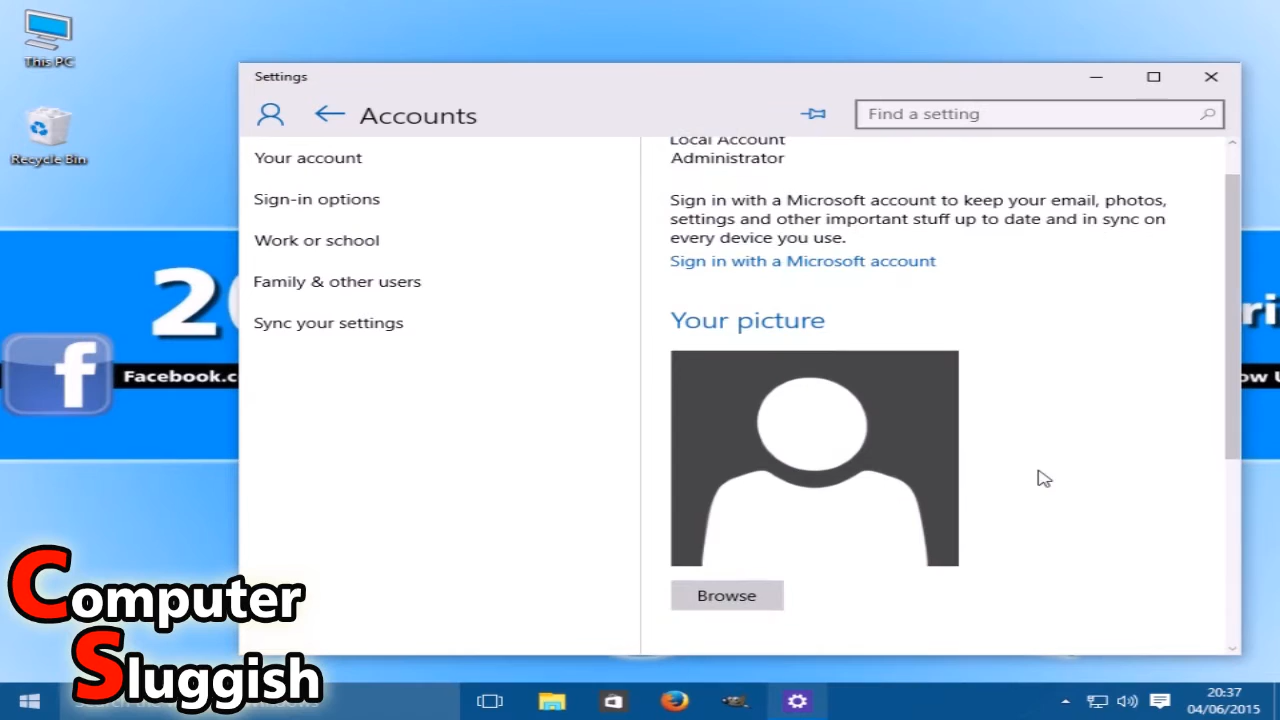 This PC
Recycle Bin
Settings
Accounts
Find a setting
Your account
Sign-in options
Work or school
Family & other users
Sync your settings
Local Account
Administrator
Sign in with a Microsoft account to keep your email, photos,
settings and other important stuff up to date and in sync on
every device you use.
Sign in with a Microsoft account
Your picture
Browse
20
Facebook.c
f
ow U
Computer
Sluggish
20:37
04/06/2015